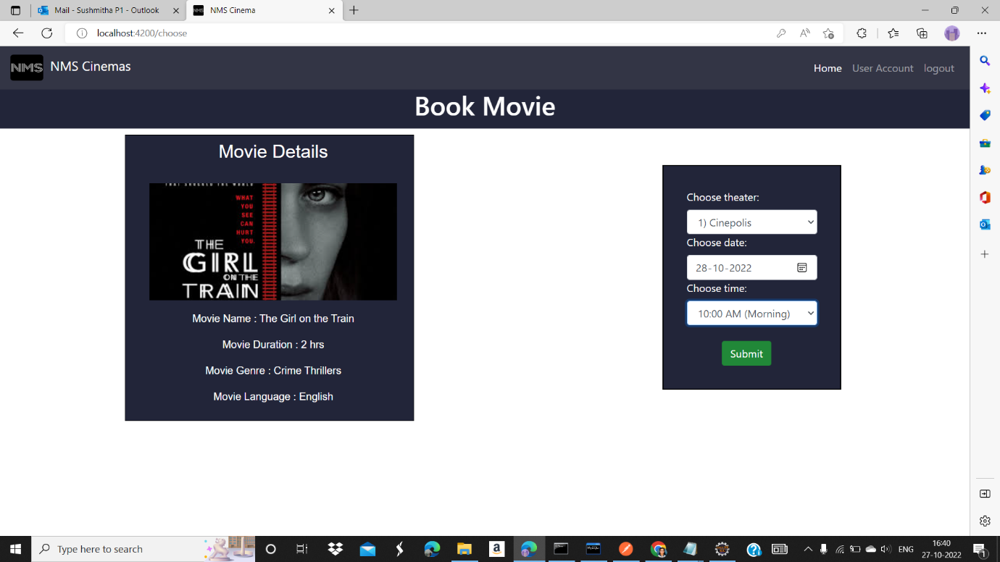 Mail - Sushmitha P1 - Outlook
NMS
NMS Cinema
localhost:4200/choose
NMS
NMS Cinemas
Home
User Account
logout
Book Movie
Movie Details
THAT SHOCKED THE WORLD
WHAT
YOU
SEE
CAN
HURT
YOU.
THE
GIRL
ON THE
TRAIN
Movie Name : The Girl on the Train
Movie Duration : 2 hrs
Movie Genre : Crime Thrillers
Movie Language : English
Choose theater:
1) Cinepolis
Choose date:
28-10-2022
Choose time:
10:00 AM (Morning)
Submit
Type here to search
ENG
16:40
27-10-2022
1